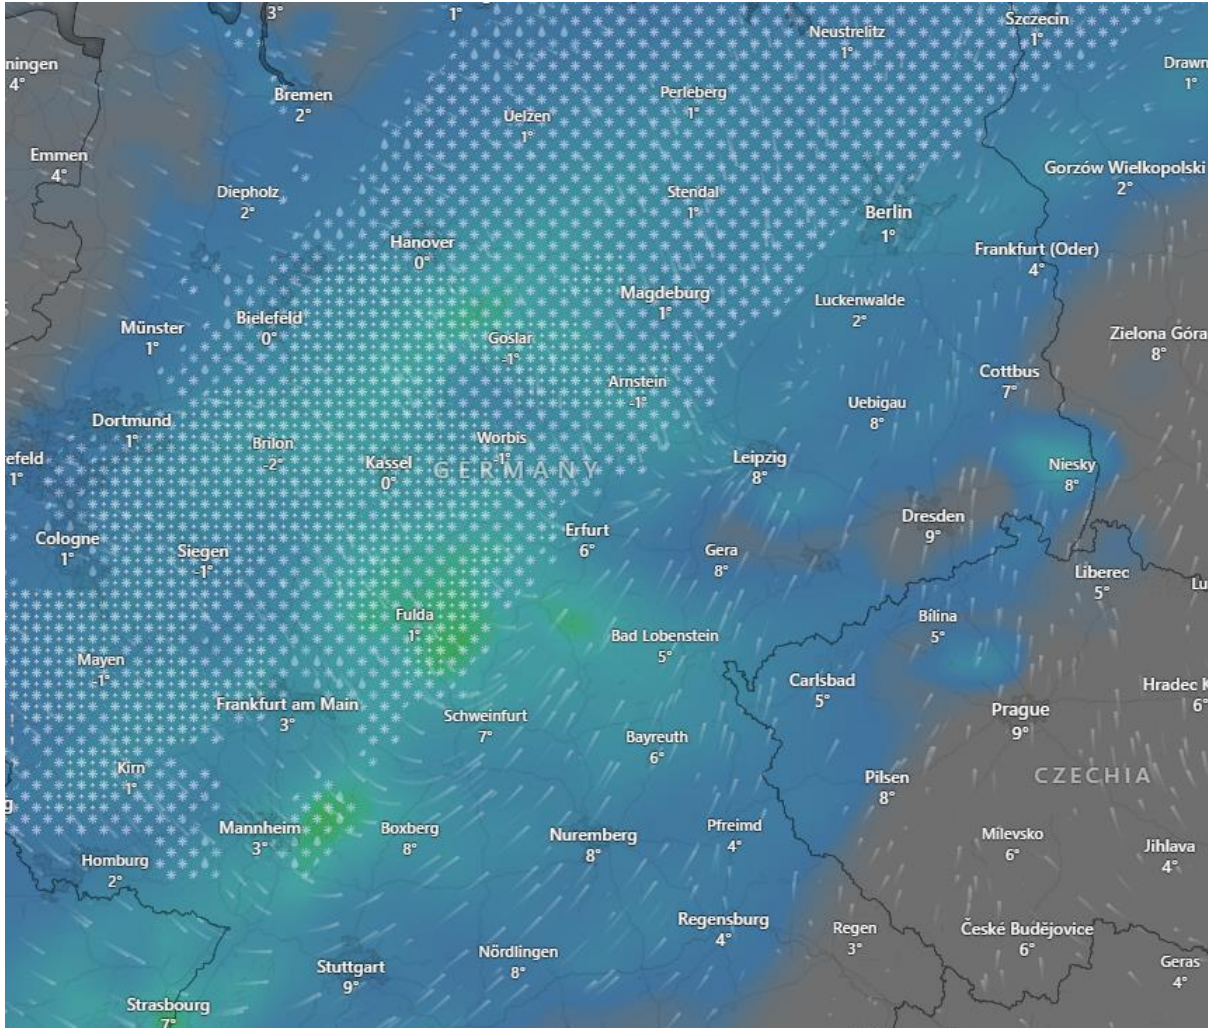 3°
1°
Szczecin
1°
Neustrelitz
1°
ningen
4°
Drawn
1°
Bremen
2°
Perleberg
1°
Uelzen
1°
Emmen
4°
Gorzów Wielkopolski
2°
Diepholz
2°
Stendal
1°
Berlin
1°
Hanover
0°
Frankfurt (Oder)
4°
Magdeburg
1°
Luckenwalde
2°
Bielefeld
0°
Münster
1°
Goslar
-1°
Zielona Góra
8°
Cottbus
7°
Arnstein
-1°
Uebigau
8°
Dortmund
1°
Brilon
-2°
Worbis
-1°
efeld
1°
Kassel
0°
GERMANY
Leipzig
8°
Niesky
8°
Dresden
9°
Cologne
1°
Siegen
-1°
Erfurt
6°
Gera
8°
Liberec
5°
Lu
Fulda
1°
Bílina
5°
Bad Lobenstein
5°
Mayen
-1°
Carlsbad
5°
Hradec K
6°
Frankfurt am Main
3°
Schweinfurt
7°
Prague
9°
Bayreuth
6°
Kirn
1°
Pilsen
8°
CZECHIA
g
Mannheim
3°
Boxberg
8°
Nuremberg
8°
Pfreimd
4°
Milevsko
6°
Jihlava
4°
Homburg
2°
Regensburg
4°
Regen
3°
České Budějovice
6°
Nördlingen
8°
Stuttgart
9°
Geras
4°
Strasbourg
7°